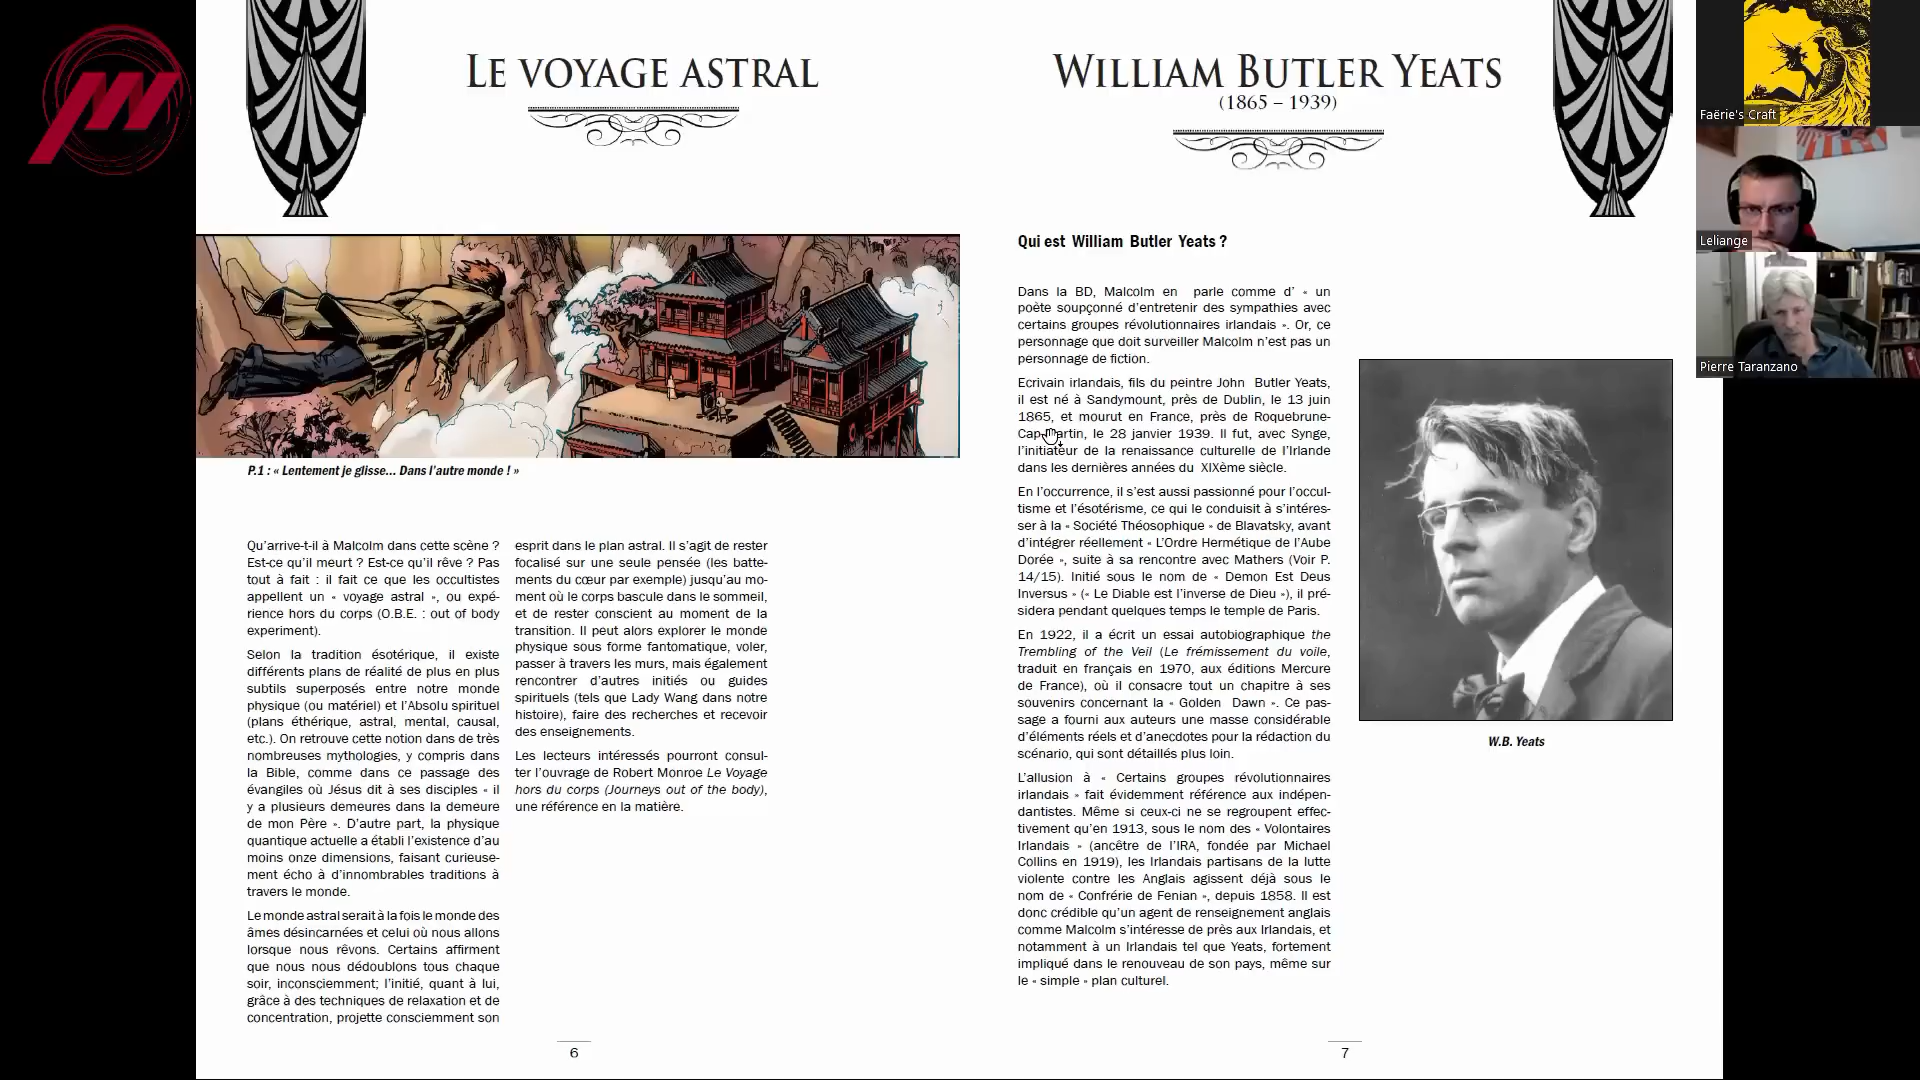 LE VOYAGE ASTRAL
P.1 : « Lentement je glisse... Dans l'autre monde ! »
Qu'arrive-t-il à Malcolm dans cette scène ?
Est-ce qu'il meurt ? Est-ce qu'il rêve ? Pas
tout à fait : il fait ce que les occultistes
appellent un « voyage astral », ou expé-
rience hors du corps (O.B.E. : out of body
experiment).
Selon la tradition ésotérique, il existe
différents plans de réalité de plus en plus
subtils superposés entre notre monde
physique (ou matériel) et l'Absolu spirituel
(plans éthérique, astral, mental, causal,
etc.). On retrouve cette notion dans de très
nombreuses mythologies, y compris dans
la Bible, comme dans ce passage des
évangiles où Jésus dit à ses disciples « il
y a plusieurs demeures dans la demeure
de mon Père ». D'autre part, la physique
quantique actuelle a établi l'existence d'au
moins onze dimensions, faisant curieuse-
ment écho à d'innombrables traditions à
travers le monde.
Le monde astral serait à la fois le monde des
âmes désincarnées et celui où nous allons
lorsque nous rêvons. Certains affirment
que nous nous dédoublons tous chaque
soir, inconsciemment; l'initié, quant à lui,
grâce à des techniques de relaxation et de
concentration, projette consciemment son
esprit dans le plan astral. Il s'agit de rester
focalisé sur une seule pensée (les batte-
ments du cœur par exemple) jusqu'au mo-
ment où le corps bascule dans le sommeil,
et de rester conscient au moment de la
transition. Il peut alors explorer le monde
physique sous forme fantomatique, voler,
passer à travers les murs, mais également
rencontrer d'autres initiés ou guides
spirituels (tels que Lady Wang dans notre
histoire), faire des recherches et recevoir
des enseignements.
Les lecteurs intéressés pourront consul-
ter l'ouvrage de Robert Monroe Le Voyage
hors du corps (Journeys out of the body),
une référence en la matière.
6
WILLIAM BUTLER YEATS
(1865 – 1939)
Qui est William Butler Yeats ?
Dans la BD, Malcolm en parle comme d' « un
poète soupçonné d'entretenir des sympathies avec
certains groupes révolutionnaires irlandais ». Or, ce
personnage que doit surveiller Malcolm n'est pas un
personnage de fiction.
Ecrivain irlandais, fils du peintre John Butler Yeats,
il est né à Sandymount, près de Dublin, le 13 juin
1865, et mourut en France, près de Roquebrune-
Cap-Martin, le 28 janvier 1939. Il fut, avec Synge,
l'initiateur de la renaissance culturelle de l'Irlande
dans les dernières années du XIXème siècle.
En l'occurrence, il s'est aussi passionné pour l'occul-
tisme et l'ésotérisme, ce qui le conduisit à s'intéres-
ser à la « Société Théosophique » de Blavatsky, avant
d'intégrer réellement « L'Ordre Hermétique de l'Aube
Dorée », suite à sa rencontre avec Mathers (Voir P.
14/15). Initié sous le nom de « Demon Est Deus
Inversus » (« Le Diable est l'inverse de Dieu »), il pré-
sidera pendant quelques temps le temple de Paris.
En 1922, il a écrit un essai autobiographique the
Trembling of the Veil (Le frémissement du voile,
traduit en français en 1970, aux éditions Mercure
de France), où il consacre tout un chapitre à ses
souvenirs concernant la « Golden Dawn ». Ce pas-
sage a fourni aux auteurs une masse considérable
d'éléments réels et d'anecdotes pour la rédaction du
scénario, qui sont détaillés plus loin.
L'allusion à « Certains groupes révolutionnaires
irlandais » fait évidemment référence aux indépen-
dantistes. Même si ceux-ci ne se regroupent effec-
tivement qu'en 1913, sous le nom des « Volontaires
Irlandais » (ancêtre de l'IRA, fondée par Michael
Collins en 1919), les Irlandais partisans de la lutte
violente contre les Anglais agissent déjà sous le
nom de « Confrérie de Fenian », depuis 1858. Il est
donc crédible qu'un agent de renseignement anglais
comme Malcolm s'intéresse de près aux Irlandais, et
notamment à un Irlandais tel que Yeats, fortement
impliqué dans le renouveau de son pays, même sur
le « simple » plan culturel.
W.B. Yeats
7
Faërie's Craft
Leliange
Pierre Taranzano